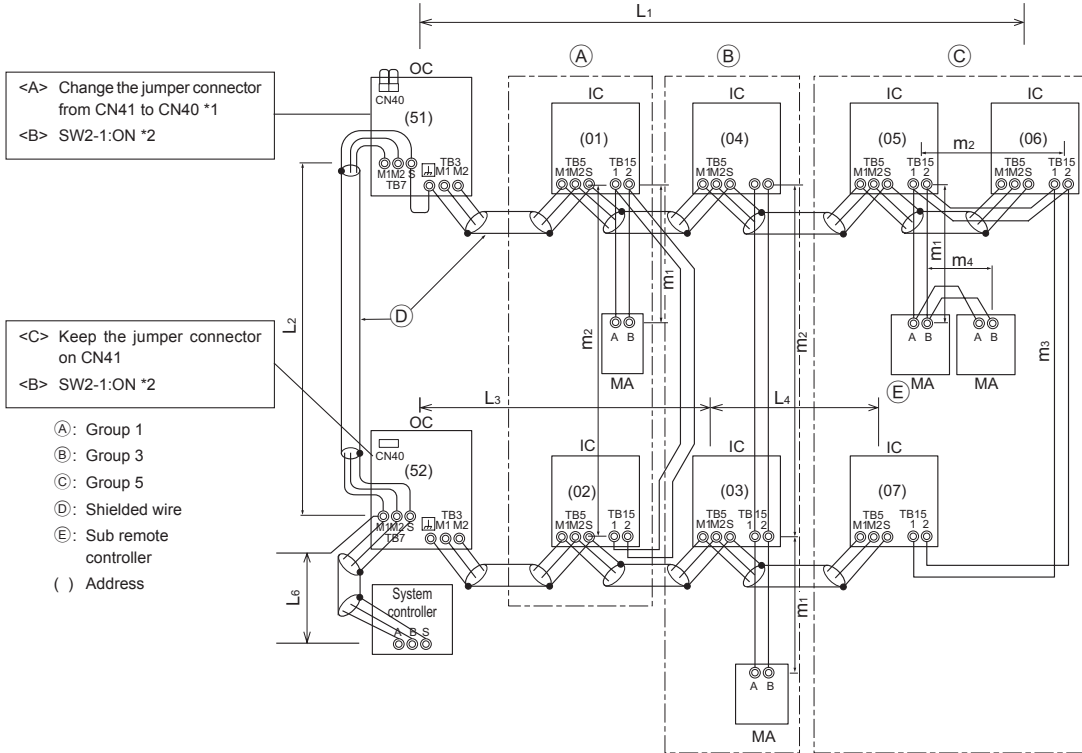 L1
Ⓐ
Ⓑ
Ⓒ
<A> Change the jumper connector
from CN41 to CN40 *1
<B> SW2-1:ON *2
OC
CN40
(51)
M1 M2 S
TB7
TB3
M1 M2
IC
(01)
TB5
M1M2S
TB15
1 2
IC
(04)
TB5
M1M2S
IC
(05)
TB5
M1M2S
TB15
1 2
IC
(06)
TB5
M1M2S
TB15
1 2
m2
L2
Ⓓ
m2
m1
A B
MA
m2
m1
m4
A B
MA
A B
MA
Ⓔ
m3
<C> Keep the jumper connector
on CN41
<B> SW2-1:ON *2
Ⓐ: Group 1
Ⓑ: Group 3
Ⓒ: Group 5
Ⓓ: Shielded wire
Ⓔ: Sub remote
controller
( ) Address
L3
L4
OC
CN40
(52)
M1M2 S
TB7
TB3
M1 M2
IC
(02)
TB5
M1M2S
TB15
1 2
IC
(03)
TB5
M1M2S
TB15
1 2
IC
(07)
TB5
M1M2S
TB15
1 2
L6
System
controller
A B S
m1
A B
MA